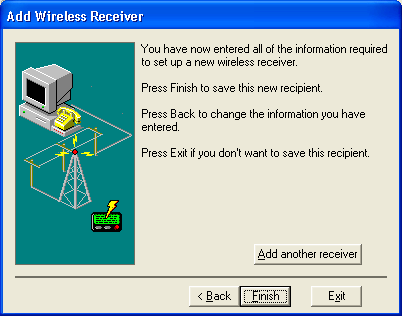 Add Wireless Receiver
You have now entered all of the information required
to set up a new wireless receiver.
Press Finish to save this new recipient.
Press Back to change the information you have
entered.
Press Exit if you don't want to save this recipient.
Add another receiver
< Back
Finish
Exit